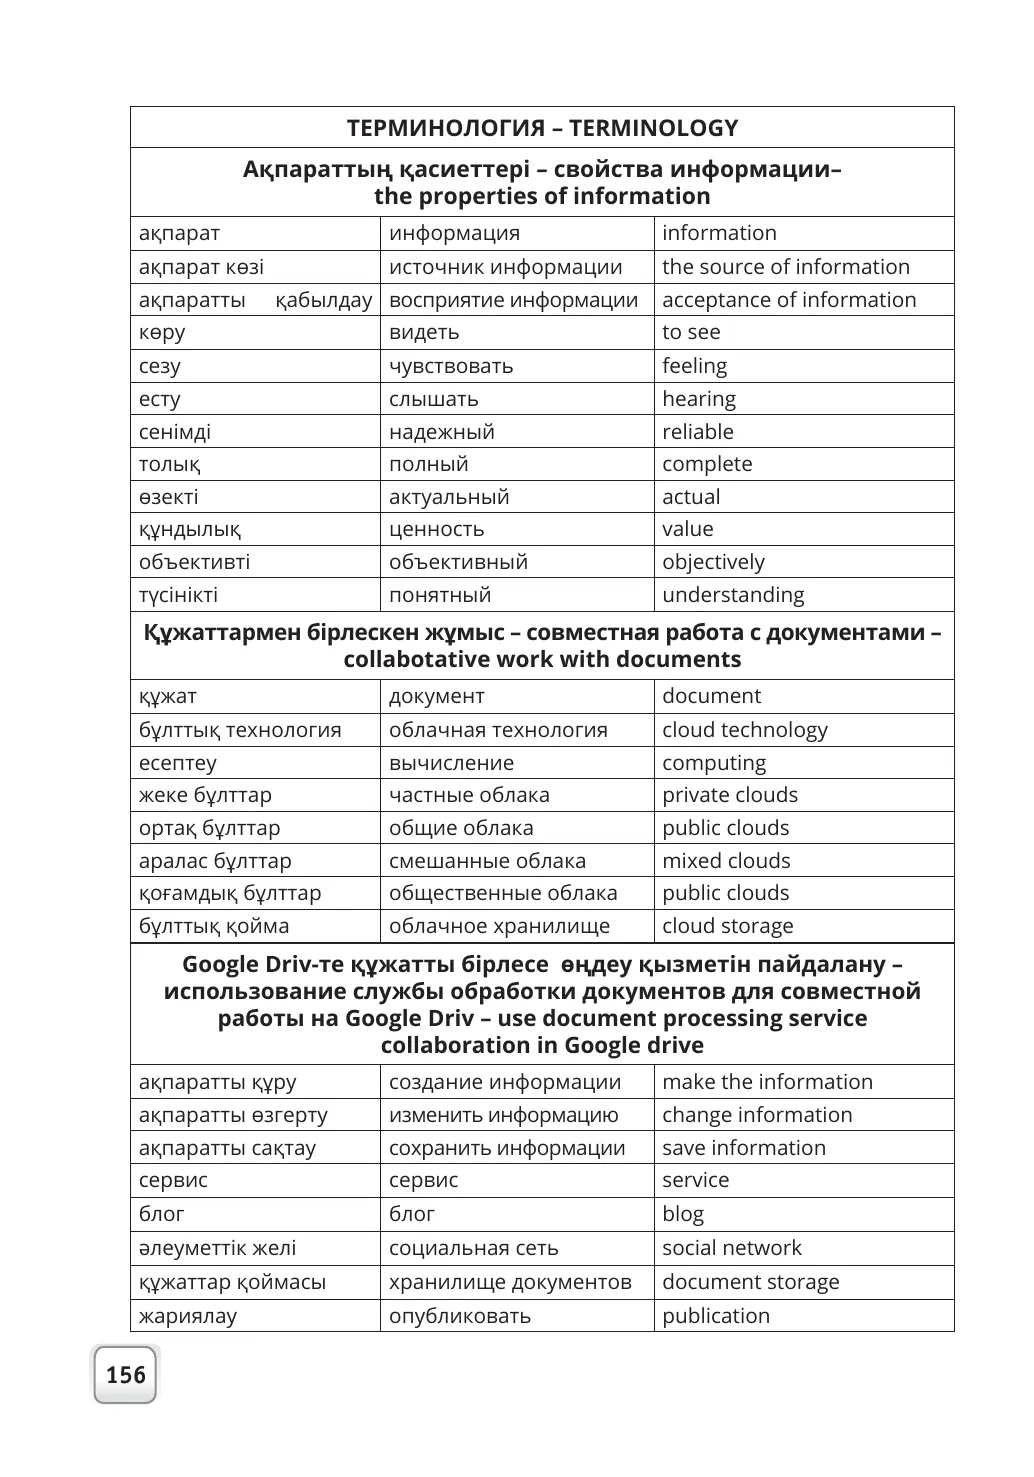 ТЕРМИНОЛОГИЯ – TERMINOLOGY
Ақпараттың қасиеттері – свойства информации–
the properties of information
ақпарат информация information
ақпарат көзі источник информации the source of information
ақпаратты қабылдау восприятие информации acceptance of information
көру видеть to see
сезу чувствовать feeling
есту слышать hearing
сенімді надежный reliable
толық полный complete
өзекті актуальный actual
құндылық ценность value
объективті объективный objectively
түсінікті понятный understanding
Құжаттармен бірлескен жұмыс – совместная работа с документами –
collabotative work with documents
құжат документ document
бұлттық технология облачная технология cloud technology
есептеу вычисление computing
жеке бұлттар частные облака private clouds
ортақ бұлттар общие облака public clouds
аралас бұлттар смешанные облака mixed clouds
қоғамдық бұлттар общественные облака public clouds
бұлттық қойма облачное хранилище cloud storage
Google Driv-те құжатты бірлесе өңдеу қызметін пайдалану –
использование службы обработки документов для совместной
работы на Google Driv – use document processing service
collaboration in Google drive
ақпаратты құру создание информации make the information
ақпаратты өзгерту изменить информацию change information
ақпаратты сақтау сохранить информации save information
сервис сервис service
блог блог blog
әлеуметтік желі социальная сеть social network
құжаттар қоймасы хранилище документов document storage
жариялау опубликовать publication
156